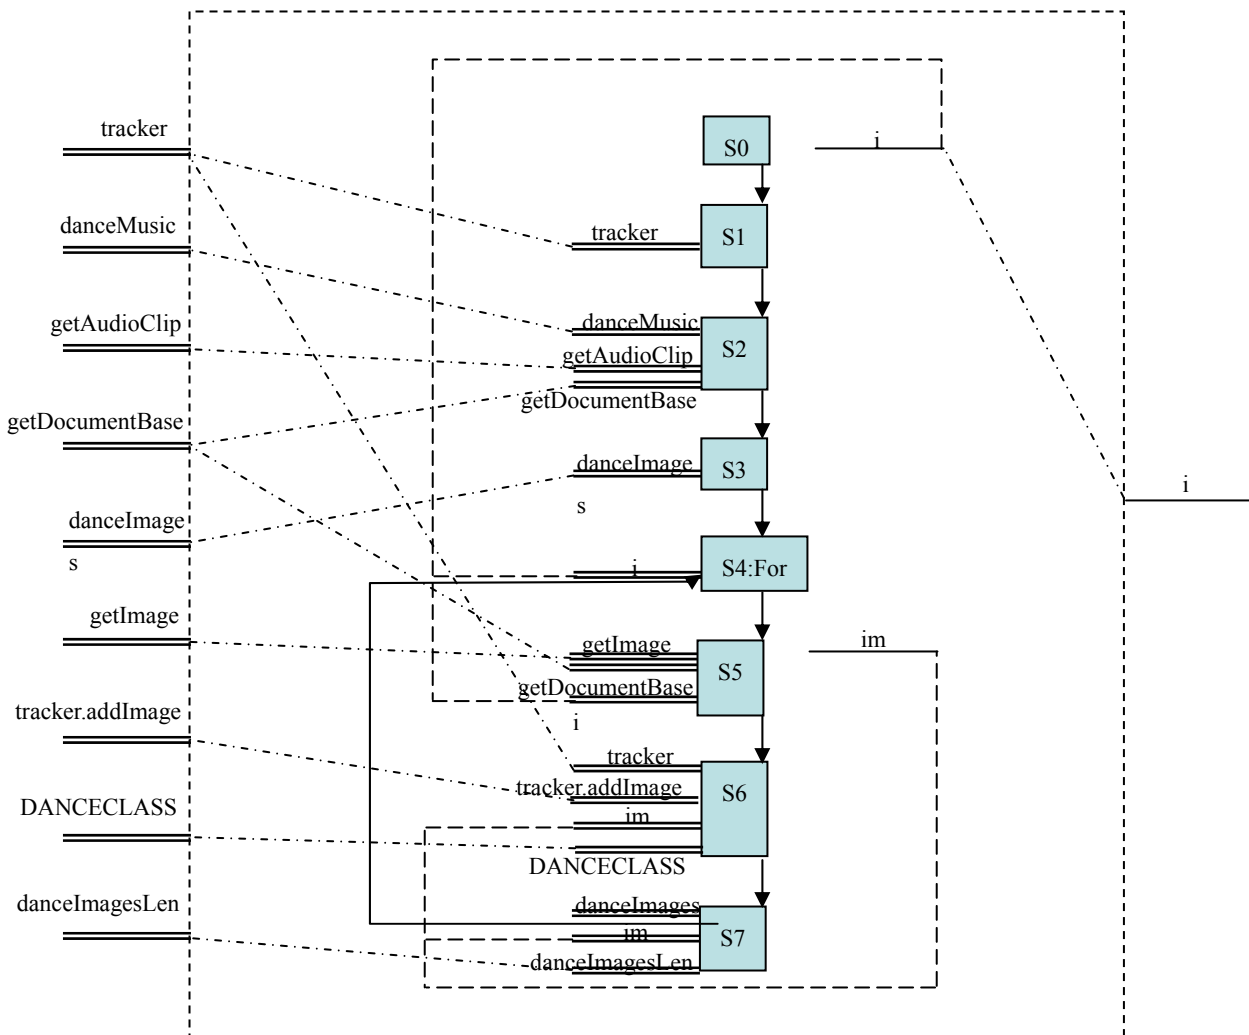 tracker
danceMusic
getAudioClip
getDocumentBase
danceImage
s
getImage
tracker.addImage
DANCECLASS
danceImagesLen
S0
i
tracker
S1
danceMusic
getAudioClip
getDocumentBase
S2
danceImage
s
S3
i
S4:For
getImage
getDocumentBase
i
S5
im
tracker
tracker.addImage
im
DANCECLASS
S6
danceImages
im
danceImagesLen
S7
i